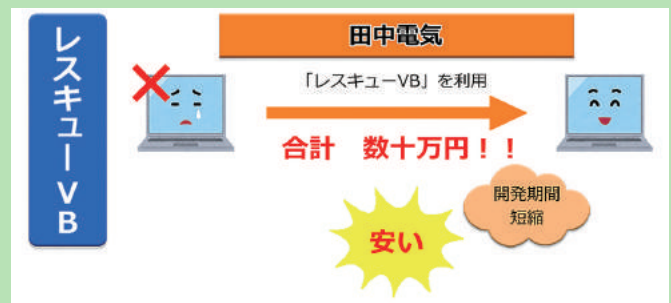 レスキューVB
田中電気
「レスキューVB」を利用
合計 数十万円！！
開発期間
短縮
安い